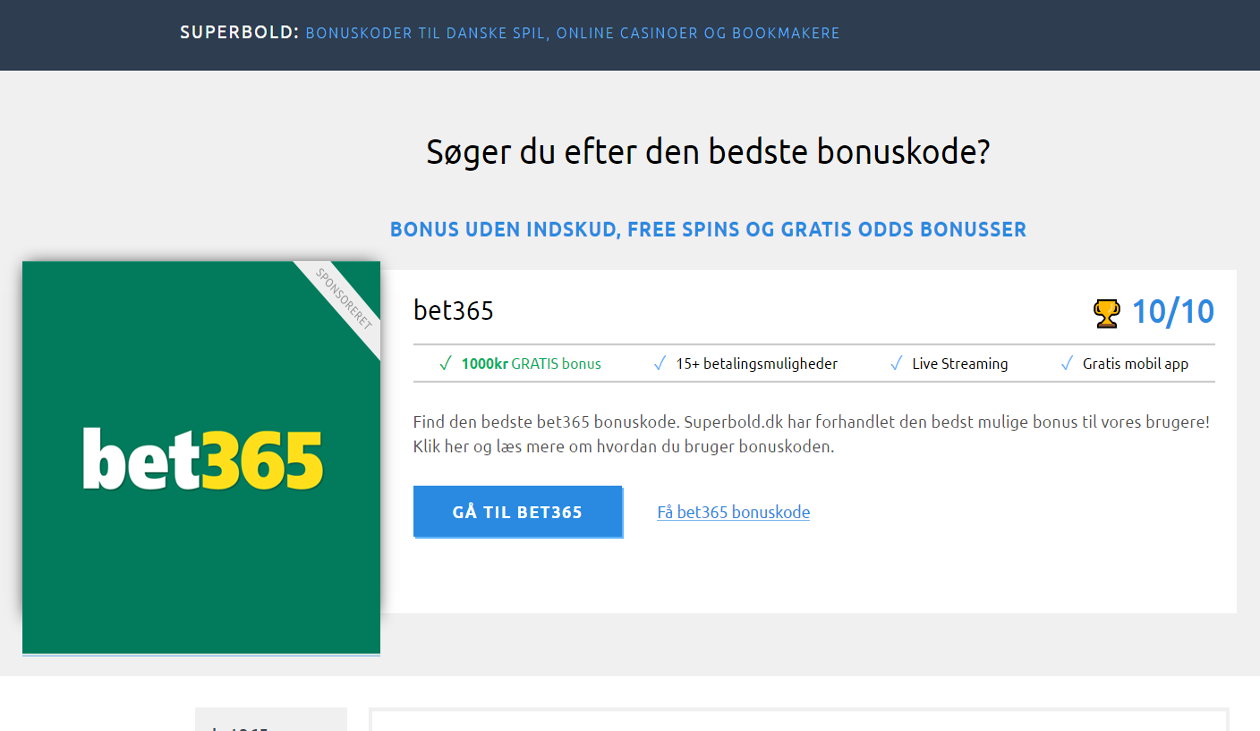 SUPERBOLD: BONUSKODER TIL DANSKE SPIL, ONLINE CASINOER OG BOOKMAKERE
Søger du efter den bedste bonuskode?
BONUS UDEN INDSKUD, FREE SPINS OG GRATIS ODDS BONUSSER
SPONSORERET
bet365
bet365
10/10
✓ 1000kr GRATIS bonus ✓ 15+ betalingsmuligheder ✓ Live Streaming ✓ Gratis mobil app
Find den bedste bet365 bonuskode. Superbold.dk har forhandlet den bedst mulige bonus til vores brugere!
Klik her og læs mere om hvordan du bruger bonuskoden.
GÅ TIL BET365 Få bet365 bonuskode
bet365